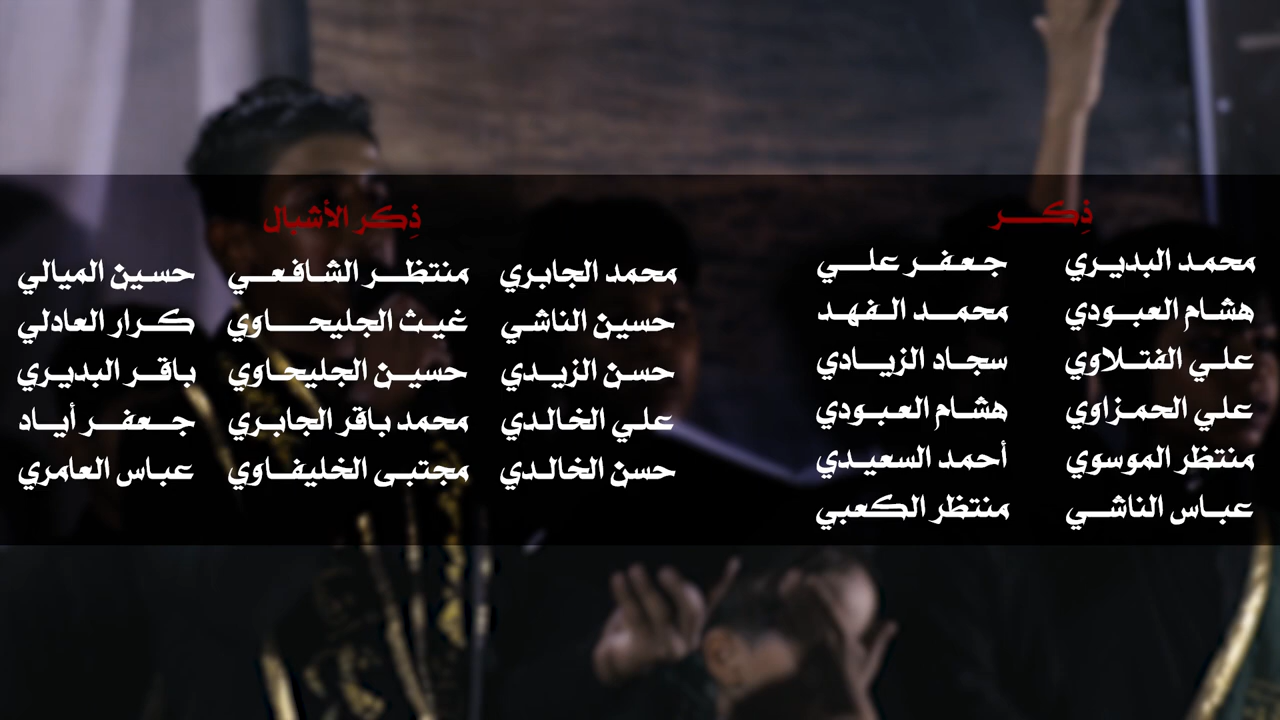 ذِكر
محمد البديري جعفر علي
هشام العبودي محمد الفهد
علي الفتلاوي سجاد الزيادي
علي الحمزاوي هشام العبودي
منتظر الموسوي أحمد السعيدي
عباس الناشي منتظر الكعبي
ذِكر الأشبال
محمد الجابري منتظر الشافعي حسين الميالي
حسين الناشي غيث الجليحاوي كرار العادلي
حسن الزيدي حسين الجليحاوي باقر البديري
علي الخالدي محمد باقر الجابري جعفر أياد
حسن الخالدي مجتبى الخليفاوي عباس العامري